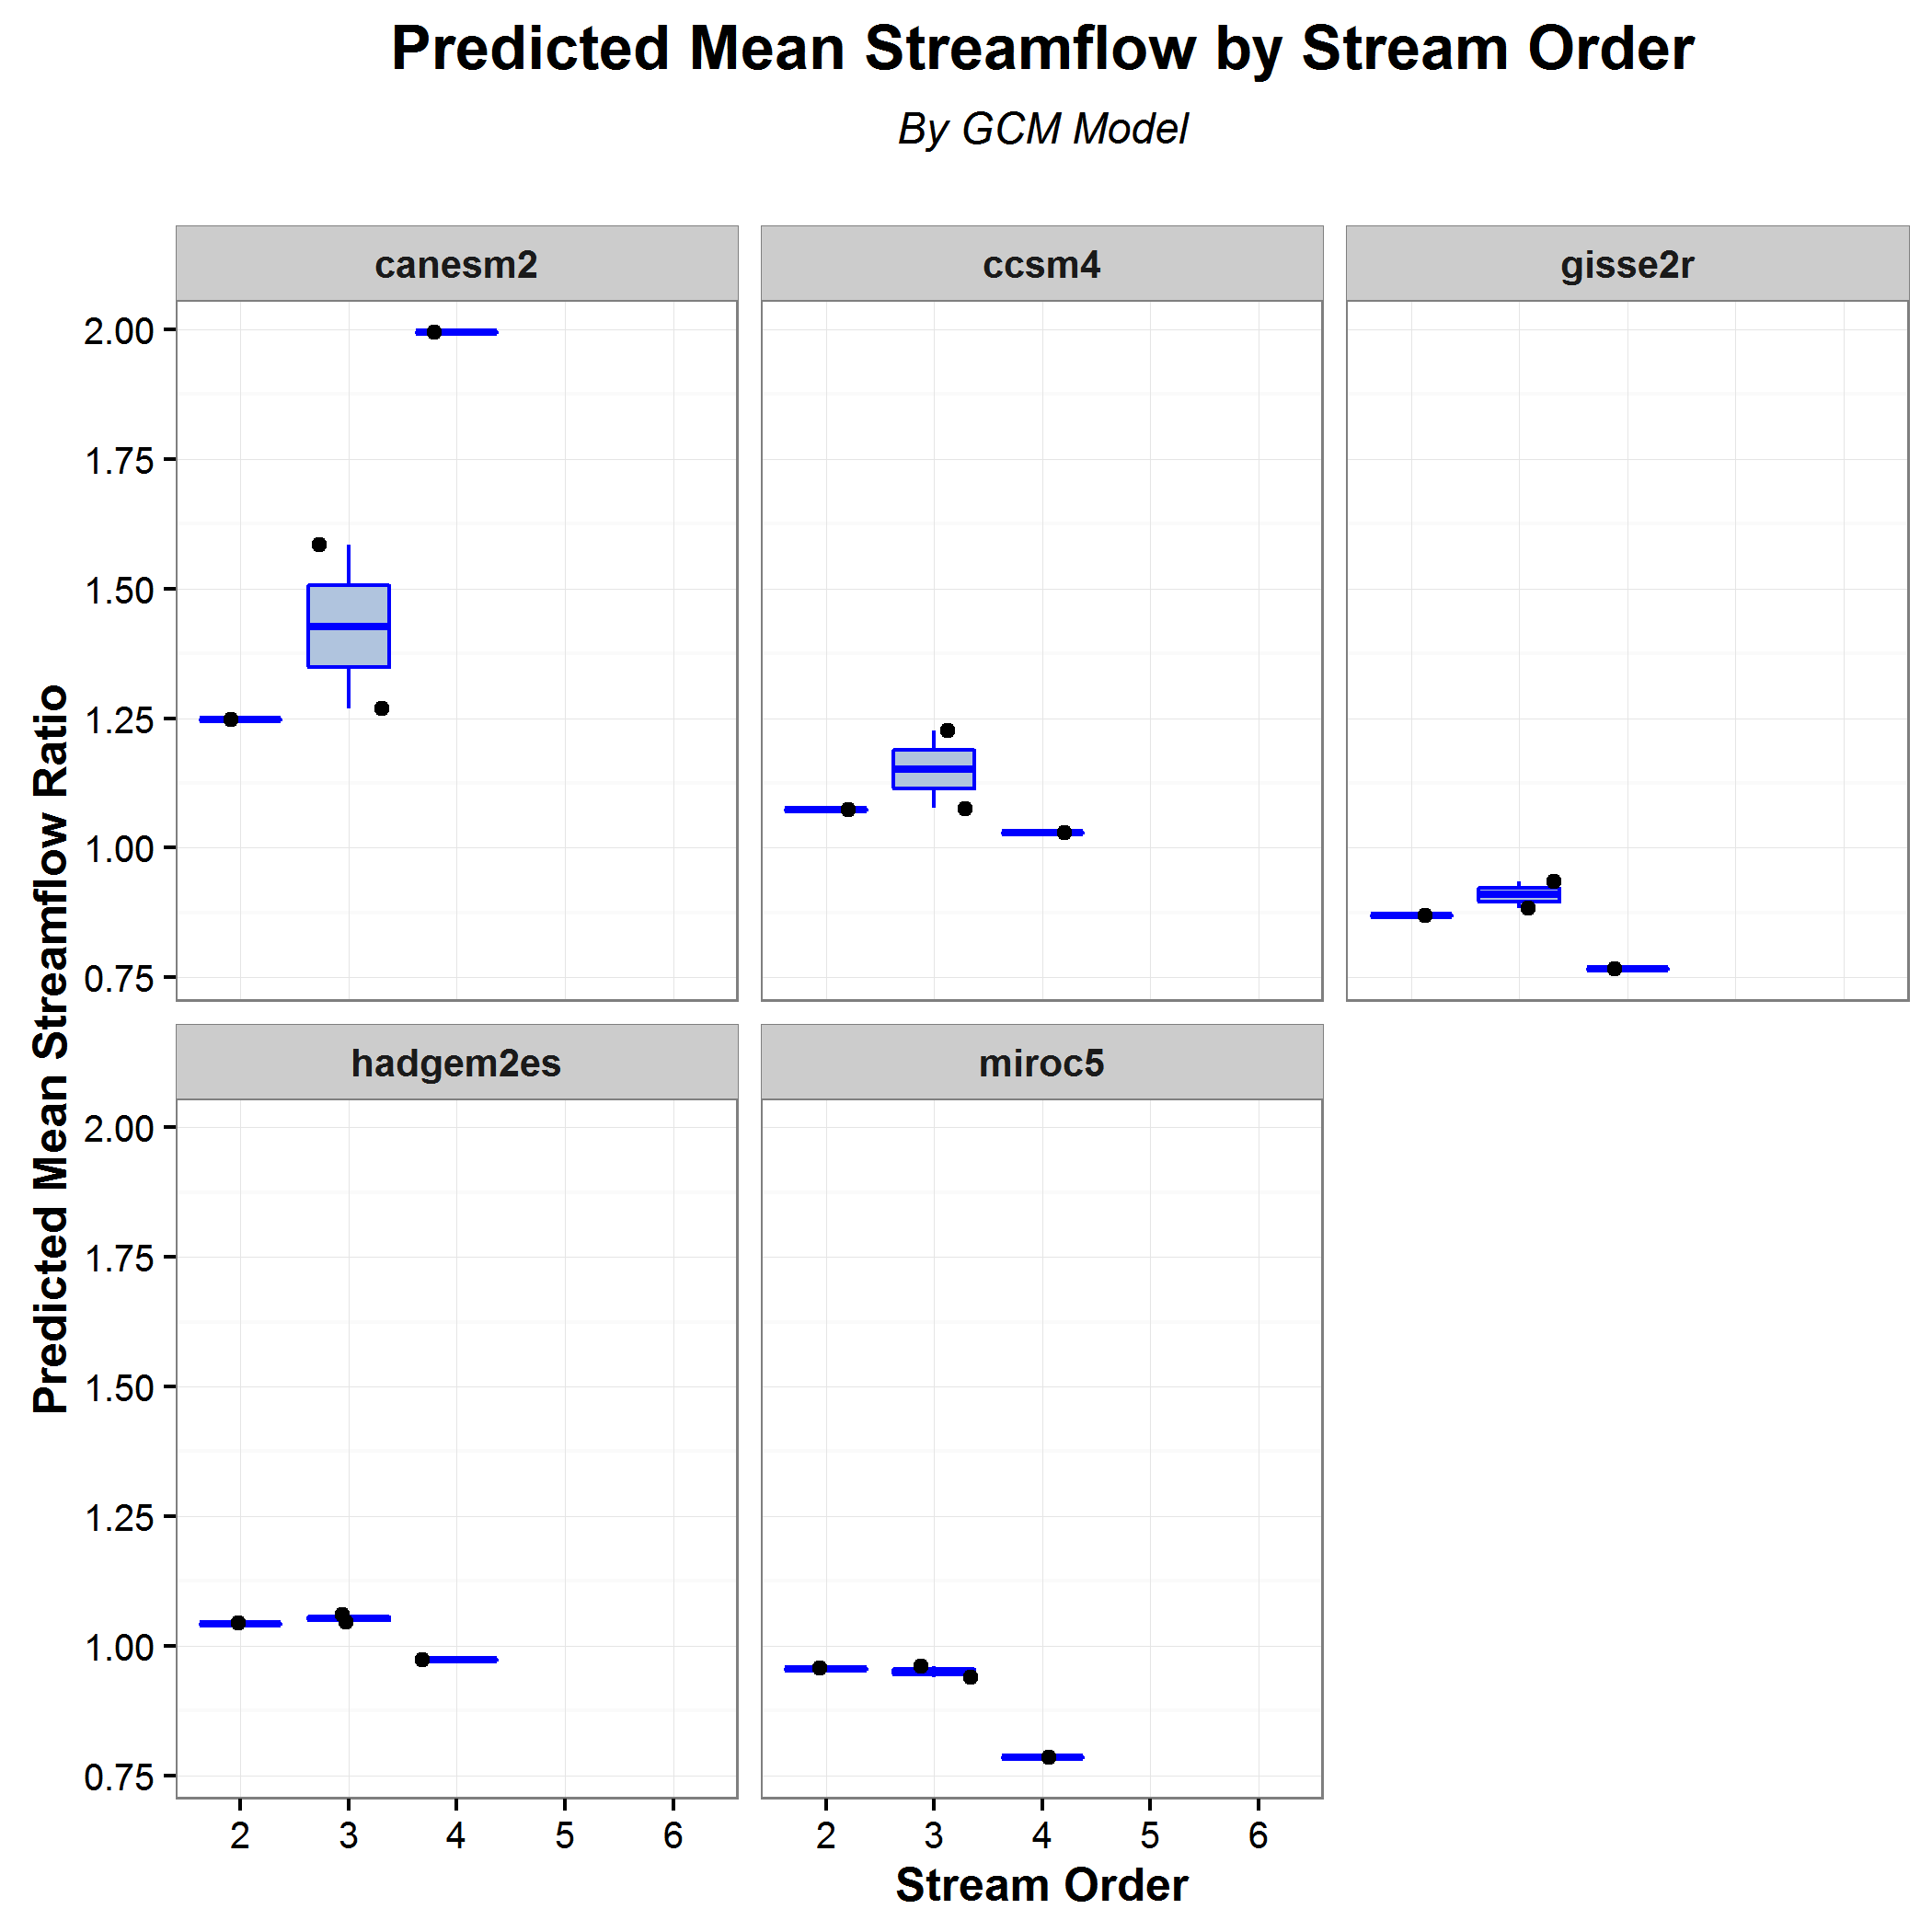 Predicted Mean Streamflow by Stream Order
By GCM Model
canesm2
ccsm4
gisse2r
2.00
1.75
1.50
1.25
1.00
0.75
Predicted Mean Streamflow Ratio
hadgem2es
miroc5
2.00
1.75
1.50
1.25
1.00
0.75
2 3 4 5 6
2 3 4 5 6
Stream Order